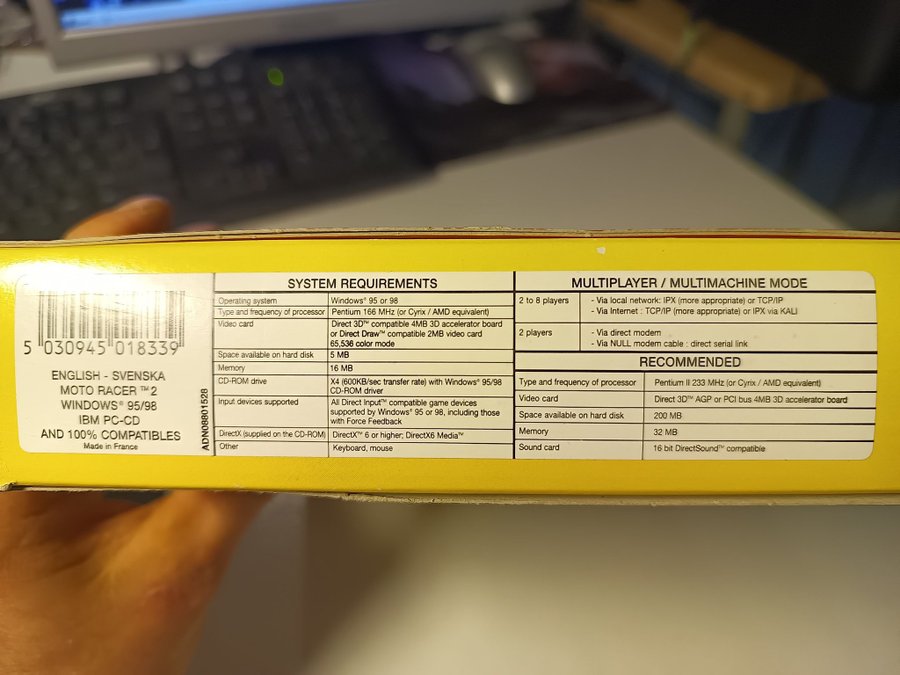 5 030945 018339
ENGLISH - SVENSKA
MOTO RACER ™ 2
WINDOWS® 95/98
IBM PC-CD
AND 100% COMPATIBLES
Made in France
ADN08801528
SYSTEM REQUIREMENTS
Operating system Windows® 95 or 98
Type and frequency of processor Pentium 166 MHz (or Cyrix / AMD equivalent)
Video card Direct 3D™ compatible 4MB 3D accelerator board
or Direct Draw™ compatible 2MB video card
65,536 color mode
Space available on hard disk 5 MB
Memory 16 MB
CD-ROM drive X4 (600KB/sec transfer rate) with Windows® 95/98
CD-ROM driver
Input devices supported All Direct Input™ compatible game devices
supported by Windows® 95 or 98, including those
with Force Feedback
DirectX (supplied on the CD-ROM) DirectX™ 6 or higher; DirectX6 Media™
Other Keyboard, mouse
MULTIPLAYER / MULTIMACHINE MODE
2 to 8 players - Via local network: IPX (more appropriate) or TCP/IP
- Via Internet : TCP/IP (more appropriate) or IPX via KALI
2 players - Via direct modem
- Via NULL modem cable : direct serial link
RECOMMENDED
Type and frequency of processor Pentium II 233 MHz (or Cyrix / AMD equivalent)
Video card Direct 3D™ AGP or PCI bus 4MB 3D accelerator board
Space available on hard disk 200 MB
Memory 32 MB
Sound card 16 bit DirectSound™ compatible